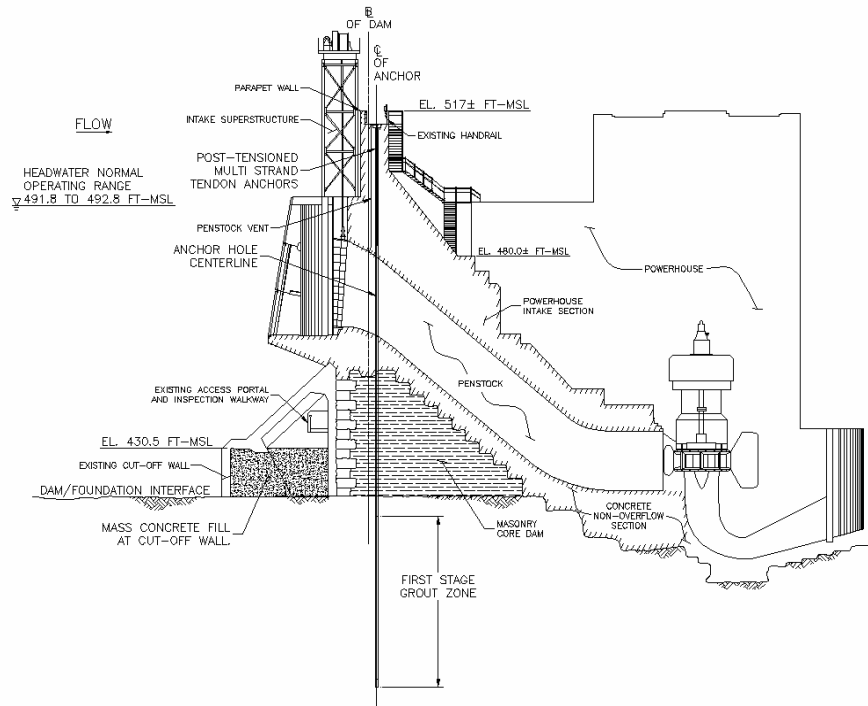 B
OF DAM
C
OF
ANCHOR
PARAPET WALL
EL. 517± FT-MSL
FLOW
INTAKE SUPERSTRUCTURE
EXISTING HANDRAIL
POST-TENSIONED
MULTI STRAND
TENDON ANCHORS
HEADWATER NORMAL
OPERATING RANGE
491.8 TO 492.8 FT-MSL
PENSTOCK VENT
ANCHOR HOLE
CENTERLINE
EL. 480.0± FT-MSL
POWERHOUSE
POWERHOUSE
INTAKE SECTION
PENSTOCK
EXISTING ACCESS PORTAL
AND INSPECTION WALKWAY
EL. 430.5 FT-MSL
EXISTING CUT-OFF WALL
DAM/FOUNDATION INTERFACE
MASS CONCRETE FILL
AT CUT-OFF WALL.
MASONRY
CORE DAM
CONCRETE
NON-OVERFLOW
SECTION
FIRST STAGE
GROUT ZONE